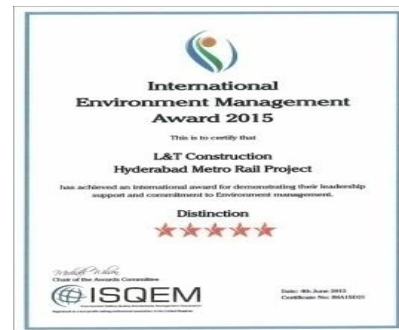 International
Environment Management
Award 2015
This is to certify that
L&T Construction
Hyderabad Metro Rail Project
has achieved an international award for demonstrating their leadership
support and commitment to Environment management.
Distinction
Chair of the Awards Committee
ISQEM
Date: 4th June 2015
Certificate No: